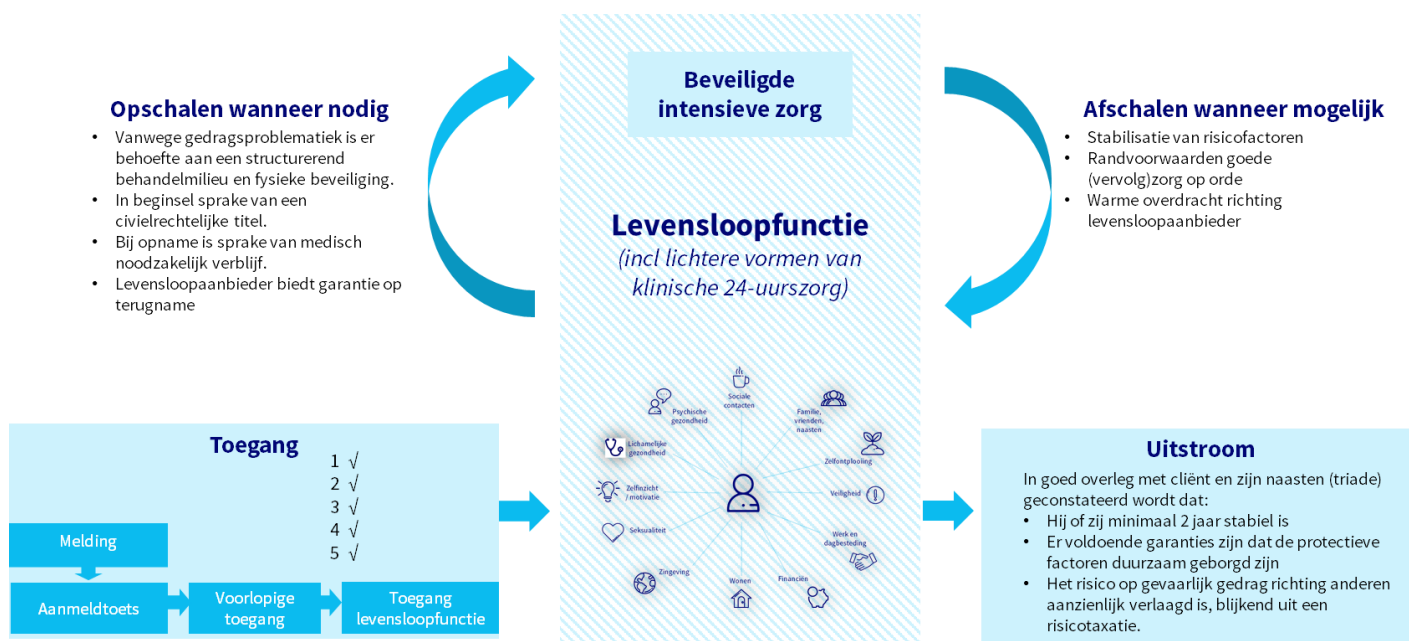 Opschalen wanneer nodig
• Vanwege gedragsproblematiek is er
behoefte aan een structurerend
behandelmilieu en fysieke beveiliging.
• In beginsel sprake van een
civielrechtelijke titel.
• Bij opname is sprake van medisch
noodzakelijk verblijf.
• Levensloopaanbieder biedt garantie op
terugname
Beveiligde
intensieve zorg
Levensloopfunctie
(incl lichtere vormen van
klinische 24-uurszorg)
Afschalen wanneer mogelijk
• Stabilisatie van risicofactoren
• Randvoorwaarden goede
(vervolg)zorg op orde
• Warme overdracht richting
levensloopaanbieder
Toegang
1 √
2 √
3 √
4 √
5 √
Melding
Aanmeldtoets
Voorlopige
toegang
Toegang
levensloopfunctie
Sociale
contacten
Familie,
vrienden,
naasten
Zelfontplooiing
Veiligheid
Werk en
dagbesteding
Financiën
Wonen
Zingeving
Seksualiteit
Zelfinzicht
/ motivatie
Lichamelijke
gezondheid
Psychische
gezondheid
Uitstroom
In goed overleg met cliënt en zijn naasten (triade)
geconstateerd wordt dat:
• Hij of zij minimaal 2 jaar stabiel is
• Er voldoende garanties zijn dat de protectieve
factoren duurzaam geborgd zijn
• Het risico op gevaarlijk gedrag richting anderen
aanzienlijk verlaagd is, blijkend uit een
risicotaxatie.